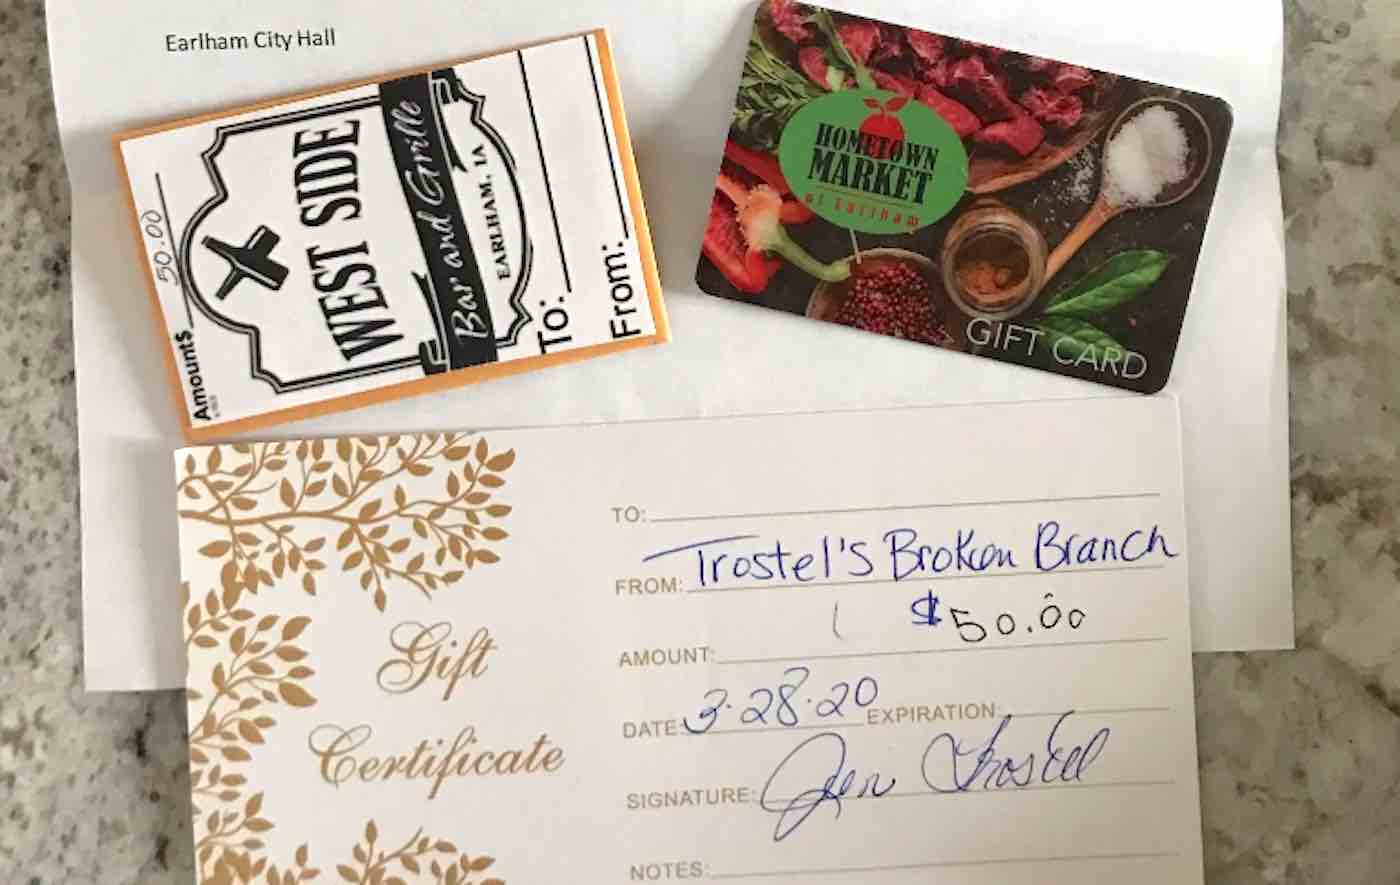 Earlham City Hall
WEST SIDE
Bar and Grille
EARLHAM, IA
Amount$ 50.00
To:
From:
HOMETOWN
MARKET
of Earlham
GIFT CARD
Gift
Certificate
TO:
FROM: Trostel's Broken Branch
AMOUNT: $50.00
DATE: 3-28-20 EXPIRATION:
SIGNATURE: Jen Trostel
NOTES: